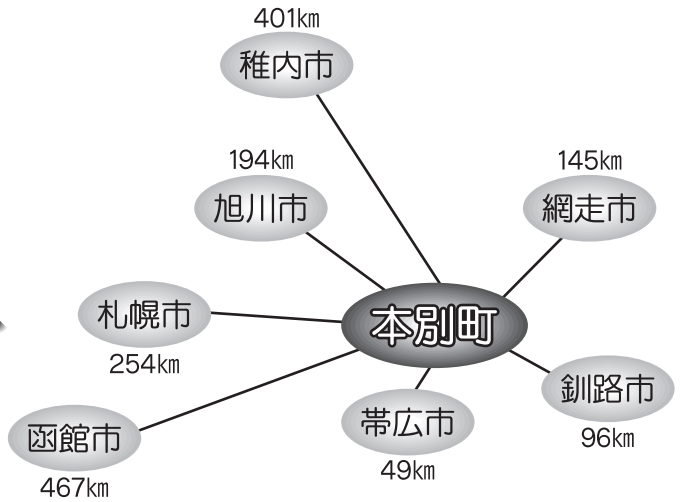 401km
稚内市
194km
旭川市
145km
網走市
札幌市
254km
本別町
函館市
467km
帯広市
49km
釧路市
96km